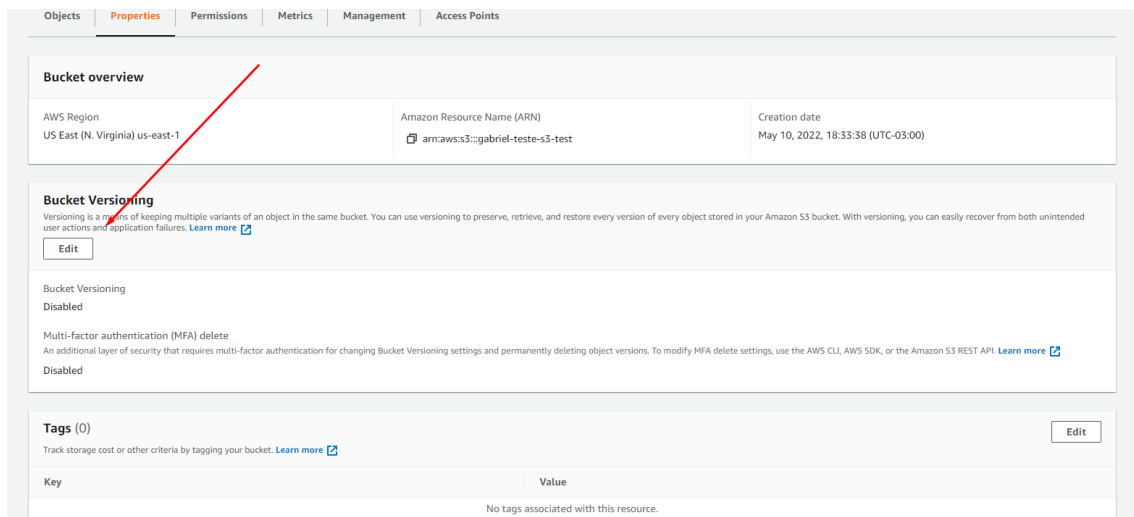 Objects Properties Permissions Metrics Management Access Points
Bucket overview
AWS Region
US East (N. Virginia) us-east-1
Amazon Resource Name (ARN)
arn:aws:s3:::gabriel-teste-s3-test
Creation date
May 10, 2022, 18:33:38 (UTC-03:00)
Bucket Versioning
Versioning is a means of keeping multiple variants of an object in the same bucket. You can use versioning to preserve, retrieve, and restore every version of every object stored in your Amazon S3 bucket. With versioning, you can easily recover from both unintended
user actions and application failures. Learn more
Edit
Bucket Versioning
Disabled
Multi-factor authentication (MFA) delete
An additional layer of security that requires multi-factor authentication for changing Bucket Versioning settings and permanently deleting object versions. To modify MFA delete settings, use the AWS CLI, AWS SDK, or the Amazon S3 REST API. Learn more
Disabled
Tags (0)
Edit
Track storage cost or other criteria by tagging your bucket. Learn more
Key Value
No tags associated with this resource.